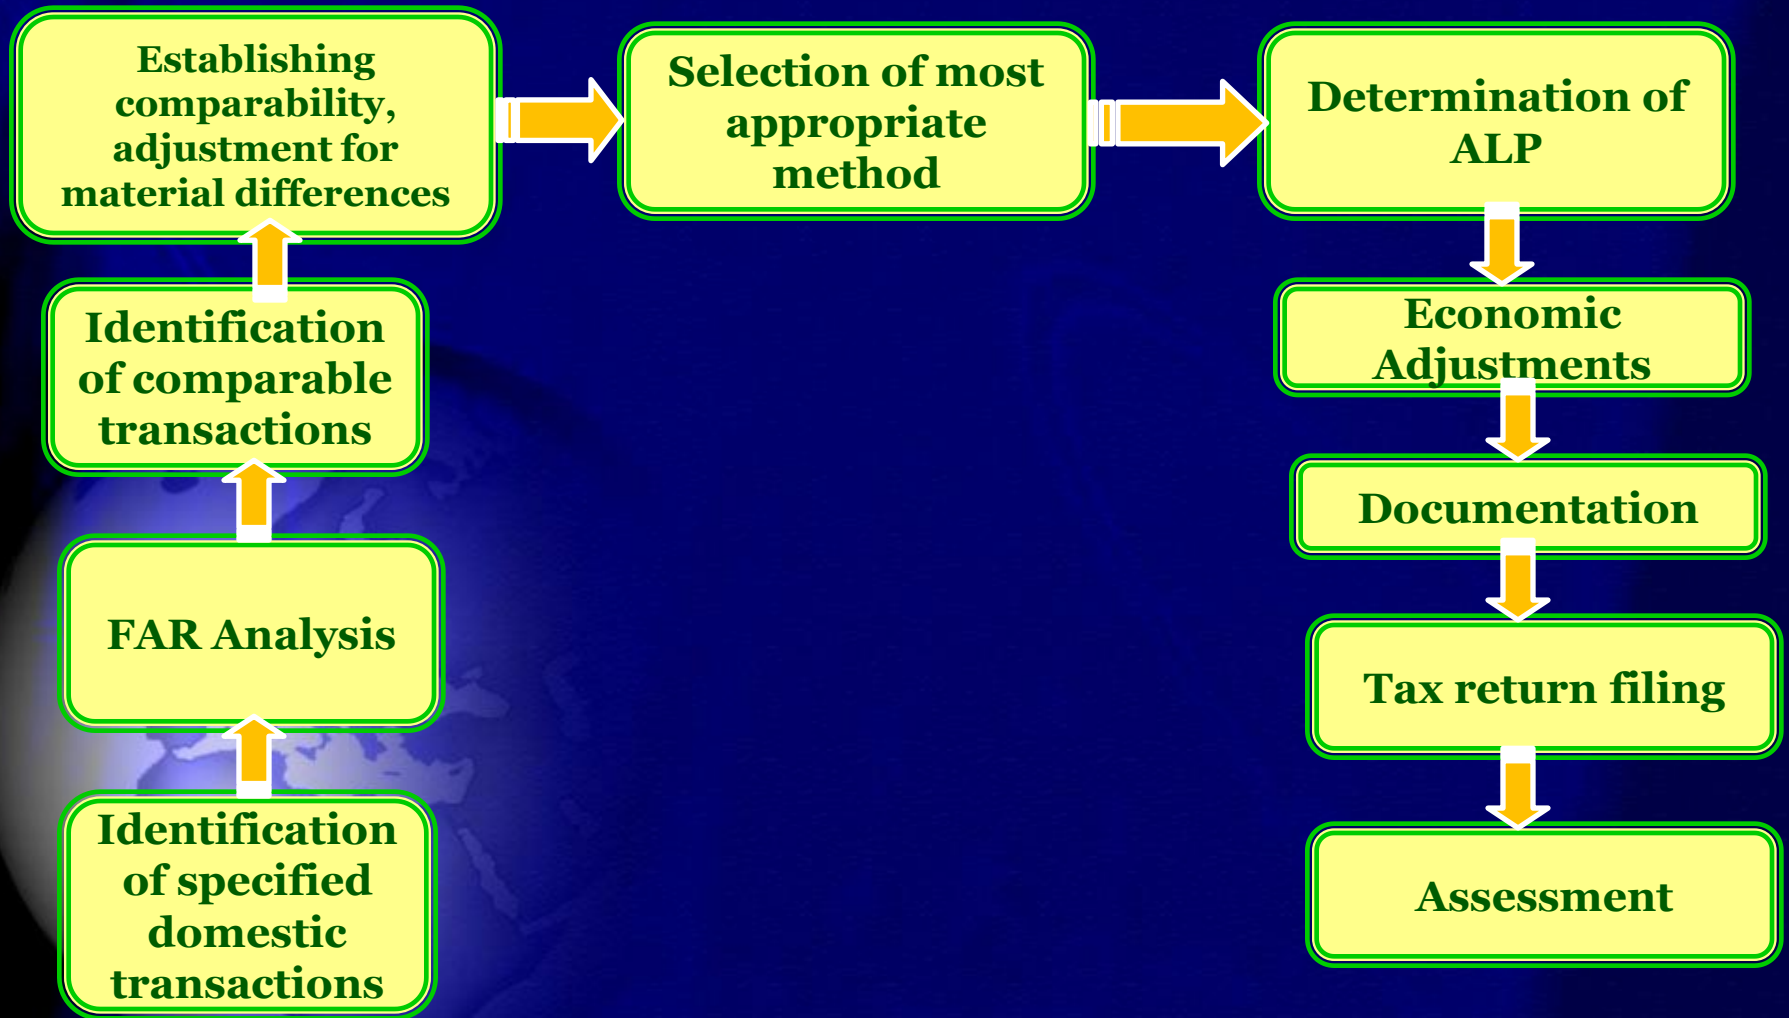 Establishing
comparability,
adjustment for
material differences
Selection of most
appropriate
method
Determination of
ALP
Identification
of comparable
transactions
Economic
Adjustments
Documentation
FAR Analysis
Tax return filing
Identification
of specified
domestic
transactions
Assessment